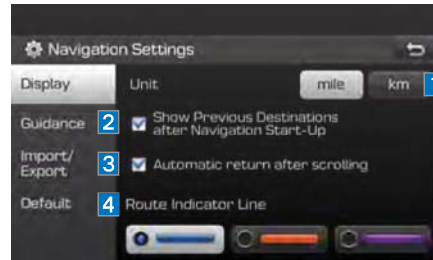 Navigation Settings
Display
Unit
mile
km
1
Guidance
2
Show Previous Destinations
after Navigation Start-Up
Import/
Export
3
Automatic return after scrolling
Default
4
Route Indicator Line